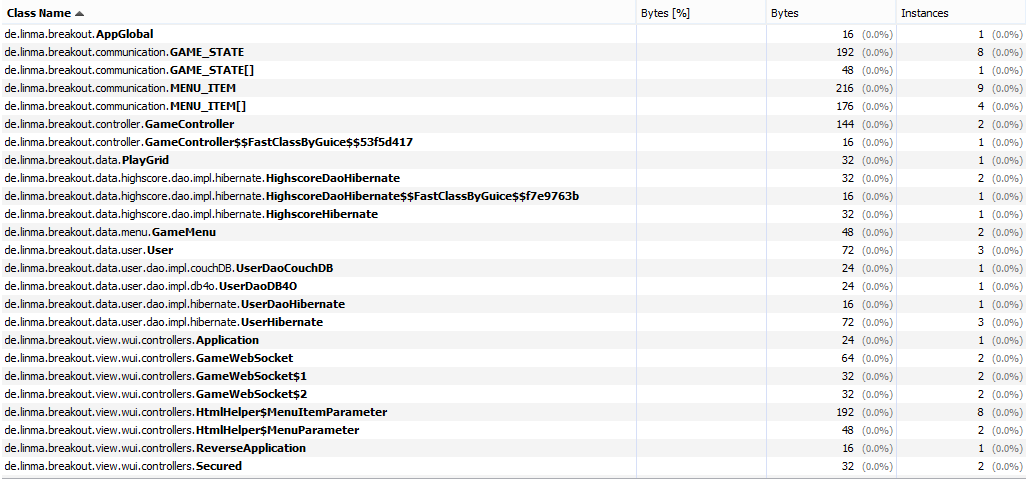 Class Name Bytes [%] Bytes Instances
de.linma.breakout.AppGlobal 16 (0.0%) 1 (0.0%)
de.linma.breakout.communication.GAME_STATE 192 (0.0%) 8 (0.0%)
de.linma.breakout.communication.GAME_STATE[] 48 (0.0%) 1 (0.0%)
de.linma.breakout.communication.MENU_ITEM 216 (0.0%) 9 (0.0%)
de.linma.breakout.communication.MENU_ITEM[] 176 (0.0%) 4 (0.0%)
de.linma.breakout.controller.GameController 144 (0.0%) 2 (0.0%)
de.linma.breakout.controller.GameController$$FastClassByGuice$$53f5d417 16 (0.0%) 1 (0.0%)
de.linma.breakout.data.PlayGrid 32 (0.0%) 1 (0.0%)
de.linma.breakout.data.highscore.dao.impl.hibernate.HighscoreDaoHibernate 32 (0.0%) 2 (0.0%)
de.linma.breakout.data.highscore.dao.impl.hibernate.HighscoreDaoHibernate$$FastClassByGuice$$f7e9763b 16 (0.0%) 1 (0.0%)
de.linma.breakout.data.highscore.dao.impl.hibernate.HighscoreHibernate 32 (0.0%) 1 (0.0%)
de.linma.breakout.data.menu.GameMenu 48 (0.0%) 2 (0.0%)
de.linma.breakout.data.user.User 72 (0.0%) 3 (0.0%)
de.linma.breakout.data.user.dao.impl.couchDB.UserDaoCouchDB 24 (0.0%) 1 (0.0%)
de.linma.breakout.data.user.dao.impl.db4o.UserDaoDB4O 24 (0.0%) 1 (0.0%)
de.linma.breakout.data.user.dao.impl.hibernate.UserDaoHibernate 16 (0.0%) 1 (0.0%)
de.linma.breakout.data.user.dao.impl.hibernate.UserHibernate 72 (0.0%) 3 (0.0%)
de.linma.breakout.view.wui.controllers.Application 24 (0.0%) 1 (0.0%)
de.linma.breakout.view.wui.controllers.GameWebSocket 64 (0.0%) 2 (0.0%)
de.linma.breakout.view.wui.controllers.GameWebSocket$1 32 (0.0%) 2 (0.0%)
de.linma.breakout.view.wui.controllers.GameWebSocket$2 32 (0.0%) 2 (0.0%)
de.linma.breakout.view.wui.controllers.HtmlHelper$MenuItemParameter 192 (0.0%) 8 (0.0%)
de.linma.breakout.view.wui.controllers.HtmlHelper$MenuParameter 48 (0.0%) 2 (0.0%)
de.linma.breakout.view.wui.controllers.ReverseApplication 16 (0.0%) 1 (0.0%)
de.linma.breakout.view.wui.controllers.Secured 32 (0.0%) 2 (0.0%)